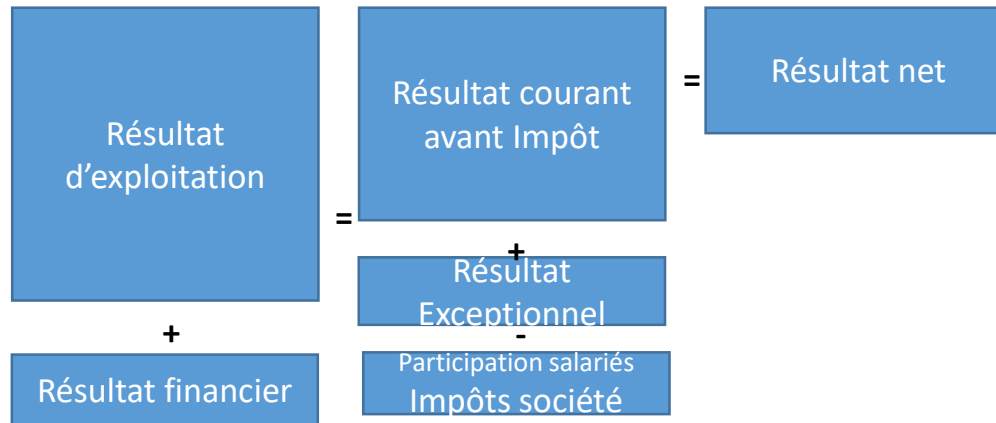 Résultat
d'exploitation
+
Résultat financier
=
Résultat courant
avant Impôt
+
Résultat
Exceptionnel
-
Participation salariés
Impôts société
=
Résultat net